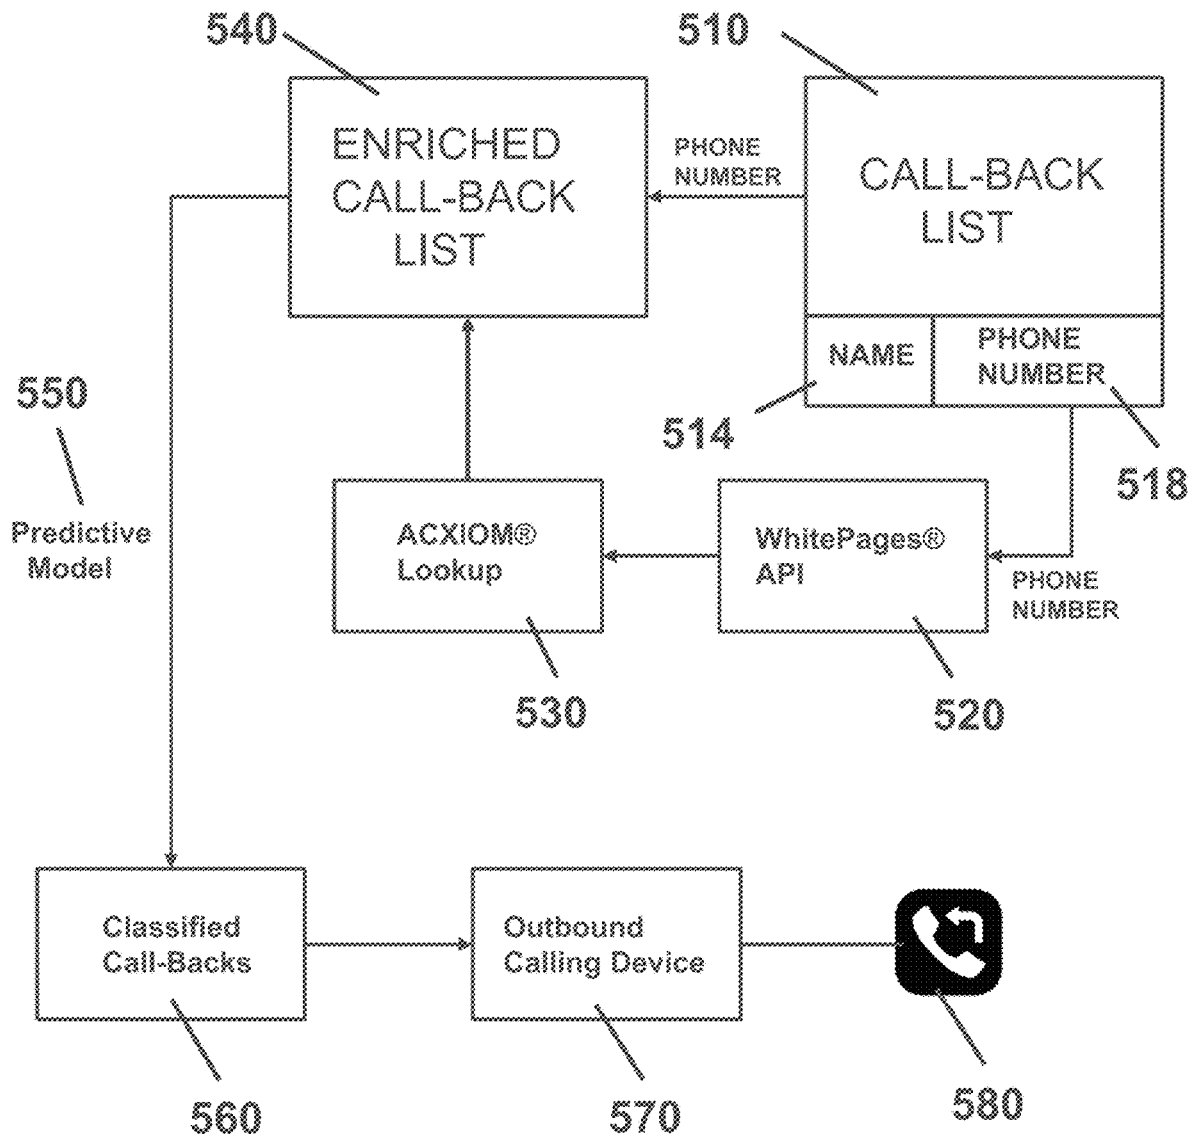 540
510
ENRICHED
CALL-BACK
LIST
PHONE
NUMBER
CALL-BACK
LIST
NAME
PHONE
NUMBER
514
518
550
Predictive
Model
ACXIOM®
Lookup
WhitePages®
API
PHONE
NUMBER
530
520
Classified
Call-Backs
Outbound
Calling Device
560
570
580